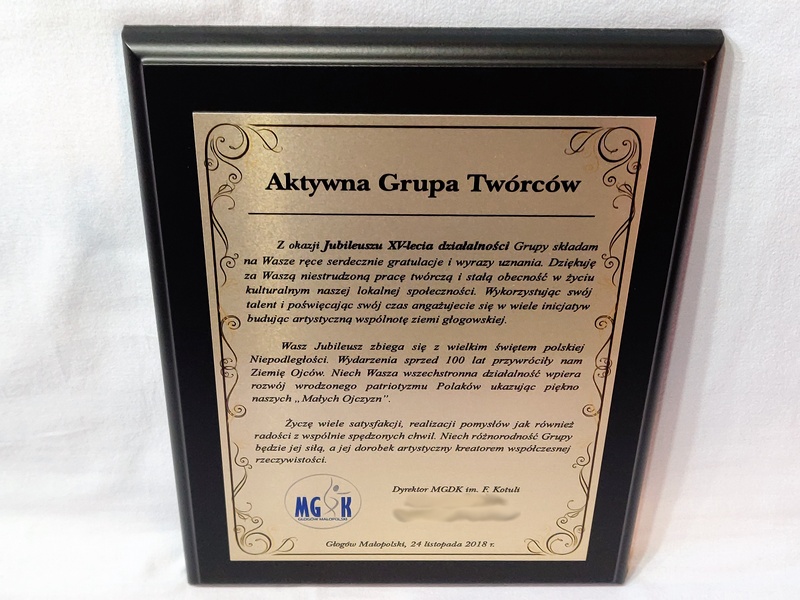 Aktywna Grupa Twórców
Z okazji Jubileuszu XV-lecia działalności Grupy składam
na Wasze ręce serdecznie gratulacje i wyrazy uznania. Dziękuję
za Waszą niestrudzoną pracę twórczą i stałą obecność w życiu
kulturalnym naszej lokalnej społeczności. Wykorzystując swój
talent i poświęcając swój czas angażujecie się w wiele inicjatyw
budując artystyczną wspólnotę ziemi głogowskiej.
Wasz Jubileusz zbiega się z wielkim świętem polskiej
Niepodległości. Wydarzenia sprzed 100 lat przywróciły nam
Ziemię Ojców. Niech Wasza wszechstronna działalność wpiera
rozwój wrodzonego patriotyzmu Polaków ukazując piękno
naszych „Małych Ojczyzn".
Życzę wiele satysfakcji, realizacji pomysłów jak również
radości z wspólnie spędzonych chwil. Niech różnorodność Grupy
będzie jej siłą, a jej dorobek artystyczny kreatorem współczesnej
rzeczywistości.
Dyrektor MGDK im. F. Kotuli
MG K
GŁOGÓW MAŁOPOLSKI
Głogów Małopolski, 24 listopada 2018 r.